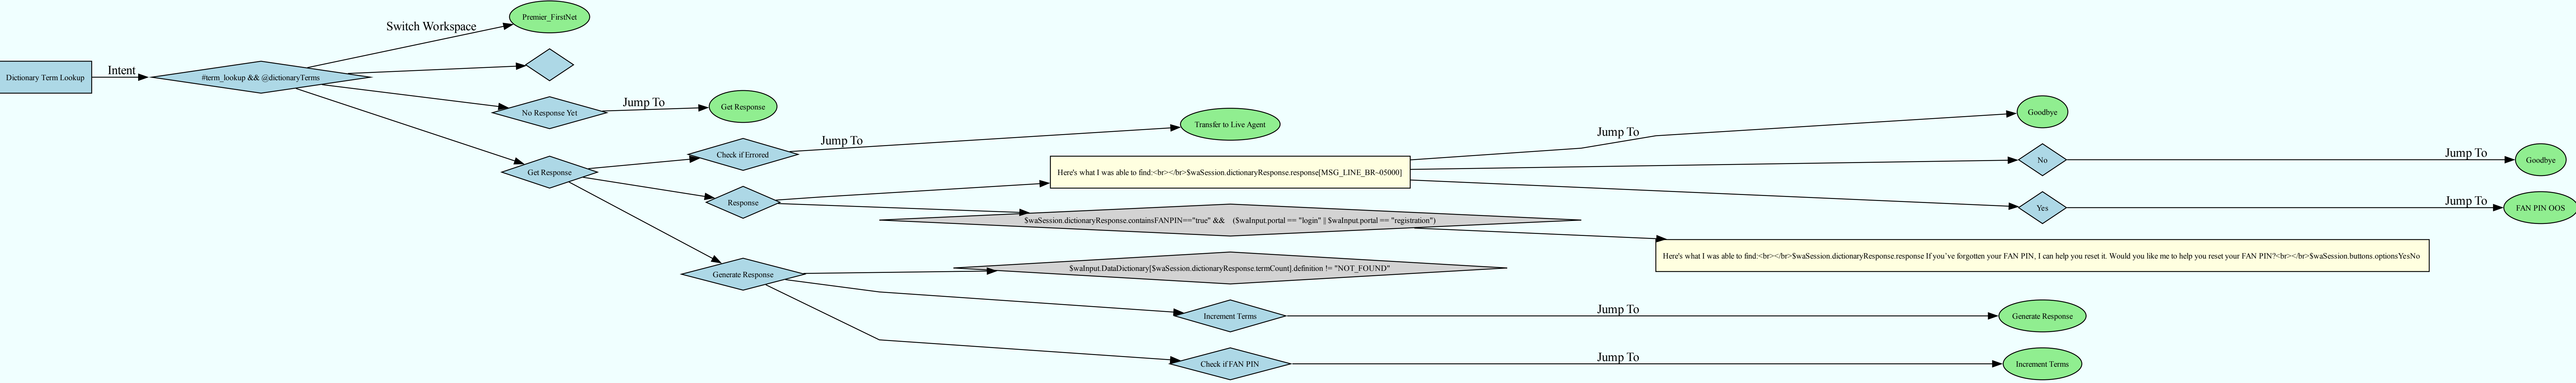 Dictionary Term Lookup
Intent
#term_lookup && @dictionaryTerms
Switch Workspace
Premier_FirstNet
No Response Yet
Jump To
Get Response
Get Response
Check if Errored
Jump To
Transfer to Live Agent
Response
Here's what I was able to find:<br></br>$waSession.dictionaryResponse.response[MSG_LINE_BR~05000]
Jump To
Goodbye
No
Jump To
Goodbye
Yes
Jump To
FAN PIN OOS
$waSession.dictionaryResponse.containsFANPIN=="true" && ($waInput.portal == "login" || $waInput.portal == "registration")
Here's what I was able to find:<br></br>$waSession.dictionaryResponse.response If you've forgotten your FAN PIN, I can help you reset it. Would you like me to help you reset your FAN PIN?<br></br>$waSession.buttons.optionsYesNo
Generate Response
$waInput.DataDictionary[$waSession.dictionaryResponse.termCount].definition != "NOT_FOUND"
Increment Terms
Jump To
Generate Response
Check if FAN PIN
Jump To
Increment Terms